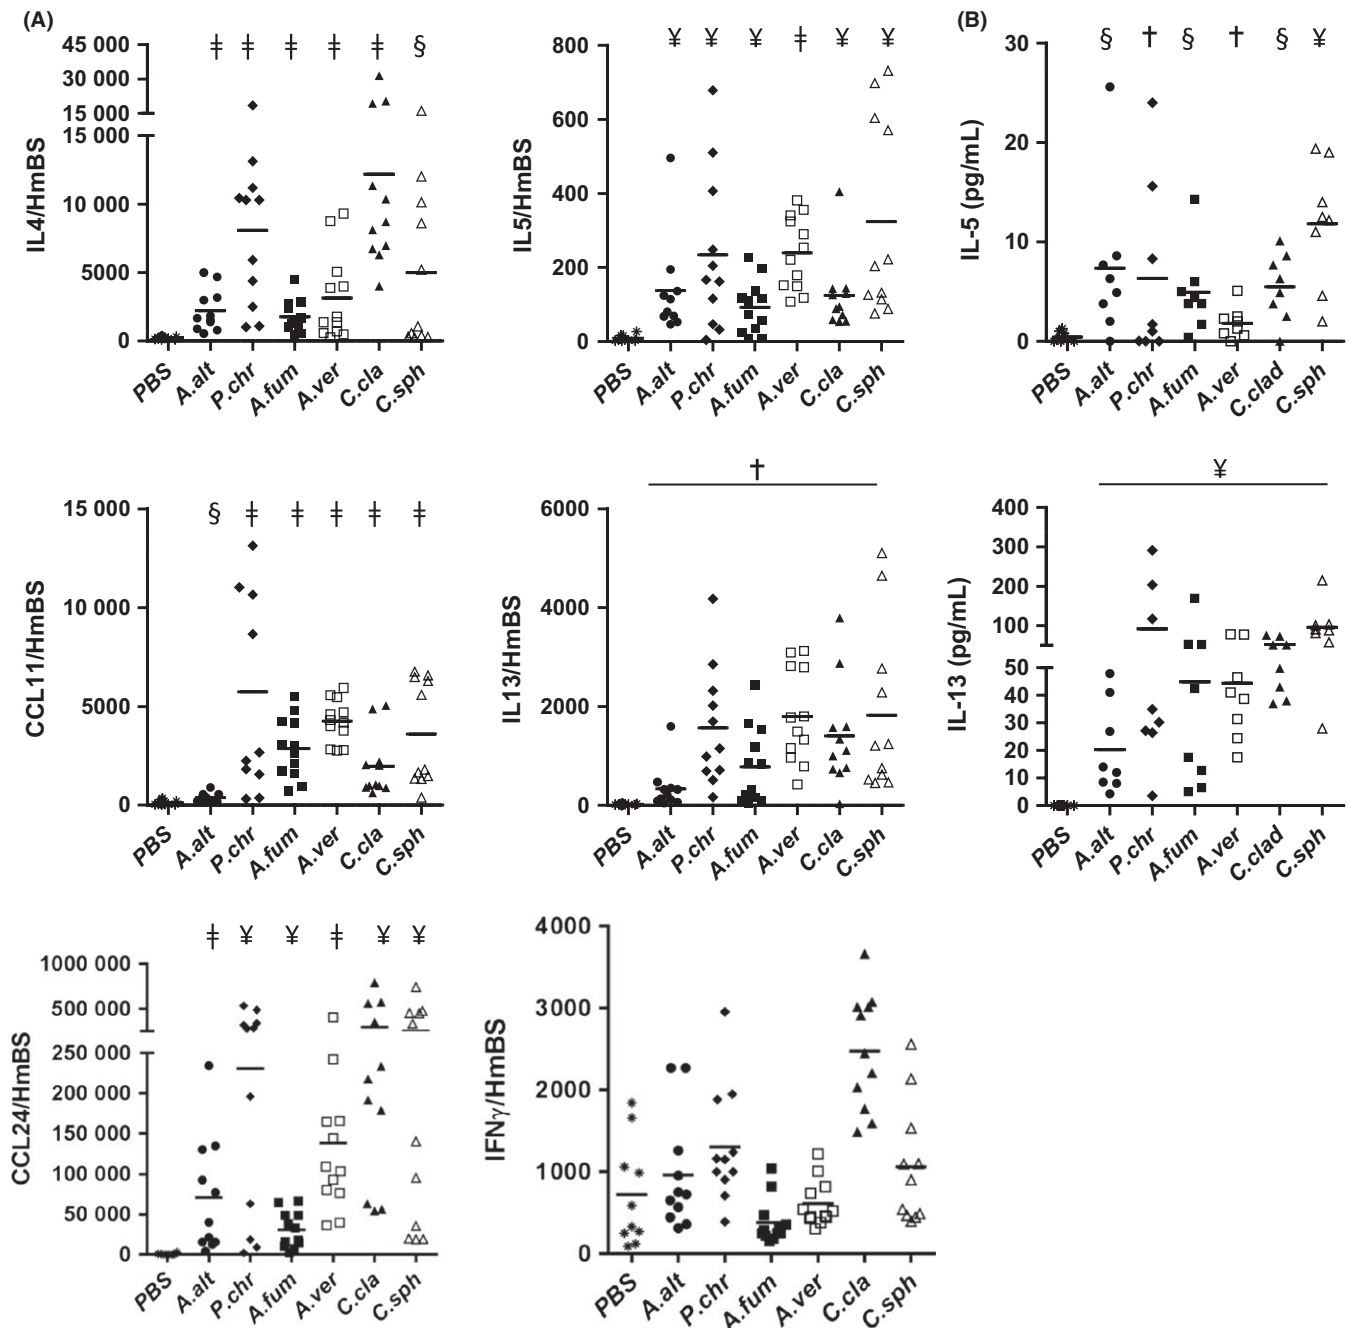 (A)
IL4/HmBS
45 000
30 000
15 000
15 000
10 000
5000
0
‡ ‡ ‡ ‡ ‡ §
PBS A.alt P.chr A.fum A.ver C.cla C.sph
IL5/HmBS
800
600
400
200
0
¥ ¥ ¥ ‡ ¥ ¥
PBS A.alt P.chr A.fum A.ver C.cla C.sph
(B)
IL-5 (pg/mL)
30
20
10
0
§ † § † § ¥
PBS A.alt P.chr A.fum A.ver C.clad C.sph
CCL11/HmBS
15 000
10 000
5000
0
§ ‡ ‡ ‡ ‡ ‡
PBS A.alt P.chr A.fum A.ver C.cla C.sph
IL13/HmBS
6000
4000
2000
0
†
PBS A.alt P.chr A.fum A.ver C.cla C.sph
IL-13 (pg/mL)
400
300
200
100
50
40
30
20
10
0
¥
PBS A.alt P.chr A.fum A.ver C.clad C.sph
CCL24/HmBS
1000 000
500 000
250 000
200 000
150 000
100 000
50 000
0
‡ ¥ ¥ ‡ ¥ ¥
PBS A.alt P.chr A.fum A.ver C.cla C.sph
IFNγ/HmBS
4000
3000
2000
1000
0
PBS A.alt P.chr A.fum A.ver C.cla C.sph